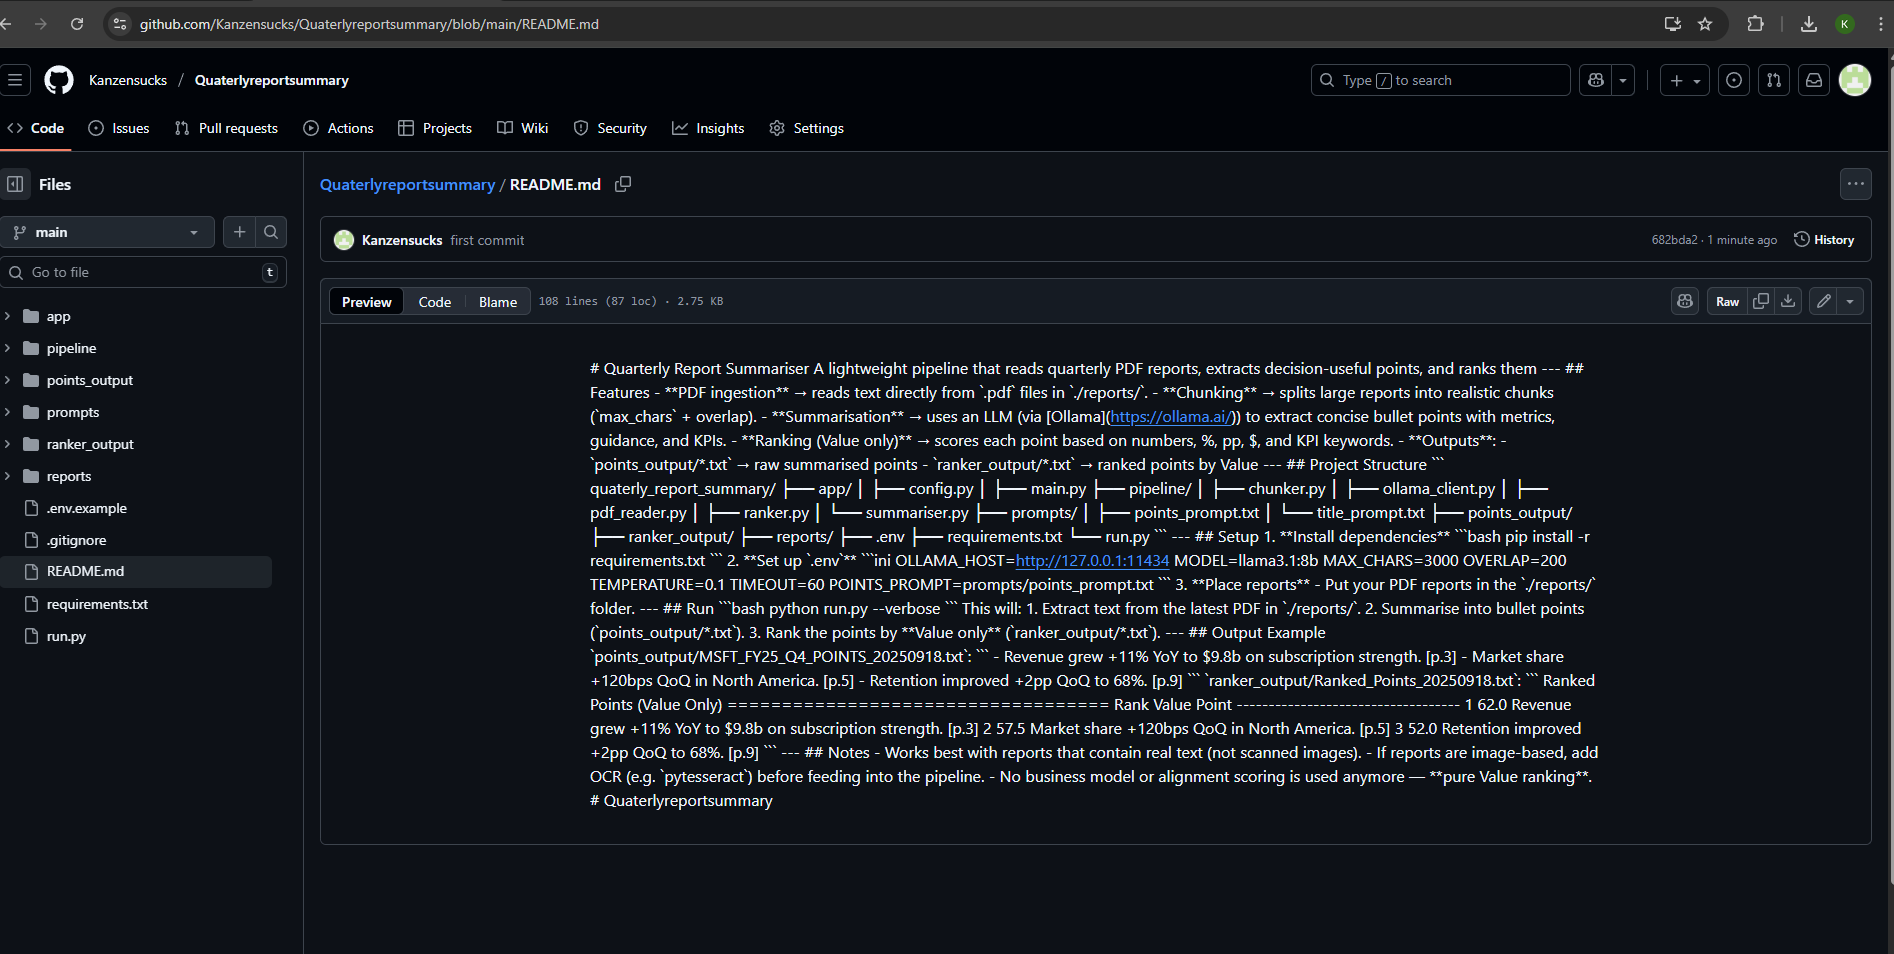 github.com/Kanzensucks/Quaterlyreportsummary/blob/main/README.md
K
Kanzensucks / Quaterlyreportsummary
Type / to search
Code Issues Pull requests Actions Projects Wiki Security Insights Settings
Files
main
Go to file t
app
pipeline
points_output
prompts
ranker_output
reports
.env.example
.gitignore
README.md
requirements.txt
run.py
Quaterlyreportsummary / README.md
Kanzensucks first commit
682bda2 · 1 minute ago History
Preview Code Blame 108 lines (87 loc) · 2.75 KB Raw
# Quarterly Report Summariser A lightweight pipeline that reads quarterly PDF reports, extracts decision-useful points, and ranks them --- ##
Features - **PDF ingestion** → reads text directly from `.pdf` files in `./reports/`. - **Chunking** → splits large reports into realistic chunks
(`max_chars` + overlap). - **Summarisation** → uses an LLM (via [Ollama](https://ollama.ai/)) to extract concise bullet points with metrics,
guidance, and KPIs. - **Ranking (Value only)** → scores each point based on numbers, %, pp, $, and KPI keywords. - **Outputs**: -
`points_output/*.txt` → raw summarised points - `ranker_output/*.txt` → ranked points by Value --- ## Project Structure ```
quaterly_report_summary/ ├── app/ │ ├── config.py │ ├── main.py ├── pipeline/ │ ├── chunker.py │ ├── ollama_client.py │ ├──
pdf_reader.py │ ├── ranker.py │ └── summariser.py ├── prompts/ │ ├── points_prompt.txt │ └── title_prompt.txt ├── points_output/
├── ranker_output/ ├── reports/ ├── .env ├── requirements.txt └── run.py ``` --- ## Setup 1. **Install dependencies** ```bash pip install -r
requirements.txt ``` 2. **Set up `.env`** ```ini OLLAMA_HOST=http://127.0.0.1:11434 MODEL=llama3.1:8b MAX_CHARS=3000 OVERLAP=200
TEMPERATURE=0.1 TIMEOUT=60 POINTS_PROMPT=prompts/points_prompt.txt ``` 3. **Place reports** - Put your PDF reports in the `./reports/`
folder. --- ## Run ```bash python run.py --verbose ``` This will: 1. Extract text from the latest PDF in `./reports/`. 2. Summarise into bullet points
(`points_output/*.txt`). 3. Rank the points by **Value only** (`ranker_output/*.txt`). --- ## Output Example
`points_output/MSFT_FY25_Q4_POINTS_20250918.txt`: ``` - Revenue grew +11% YoY to $9.8b on subscription strength. [p.3] - Market share
+120bps QoQ in North America. [p.5] - Retention improved +2pp QoQ to 68%. [p.9] ``` `ranker_output/Ranked_Points_20250918.txt`: ``` Ranked
Points (Value Only) =================================== Rank Value Point ----------------------------------- 1 62.0 Revenue
grew +11% YoY to $9.8b on subscription strength. [p.3] 2 57.5 Market share +120bps QoQ in North America. [p.5] 3 52.0 Retention improved
+2pp QoQ to 68%. [p.9] ``` --- ## Notes - Works best with reports that contain real text (not scanned images). - If reports are image-based, add
OCR (e.g. `pytesseract`) before feeding into the pipeline. - No business model or alignment scoring is used anymore — **pure Value ranking**.
# Quaterlyreportsummary